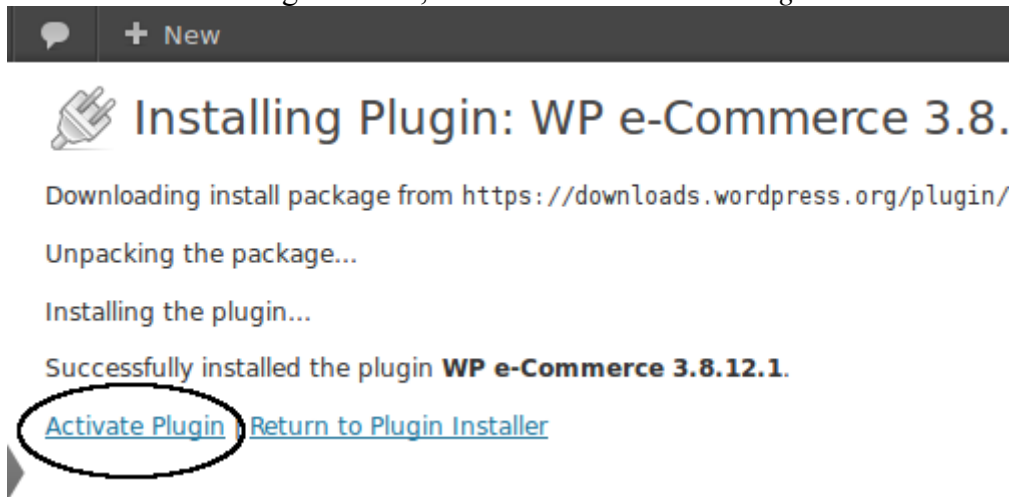 + New
Installing Plugin: WP e-Commerce 3.8.
Downloading install package from https://downloads.wordpress.org/plugin/
Unpacking the package...
Installing the plugin...
Successfully installed the plugin WP e-Commerce 3.8.12.1.
Activate Plugin | Return to Plugin Installer